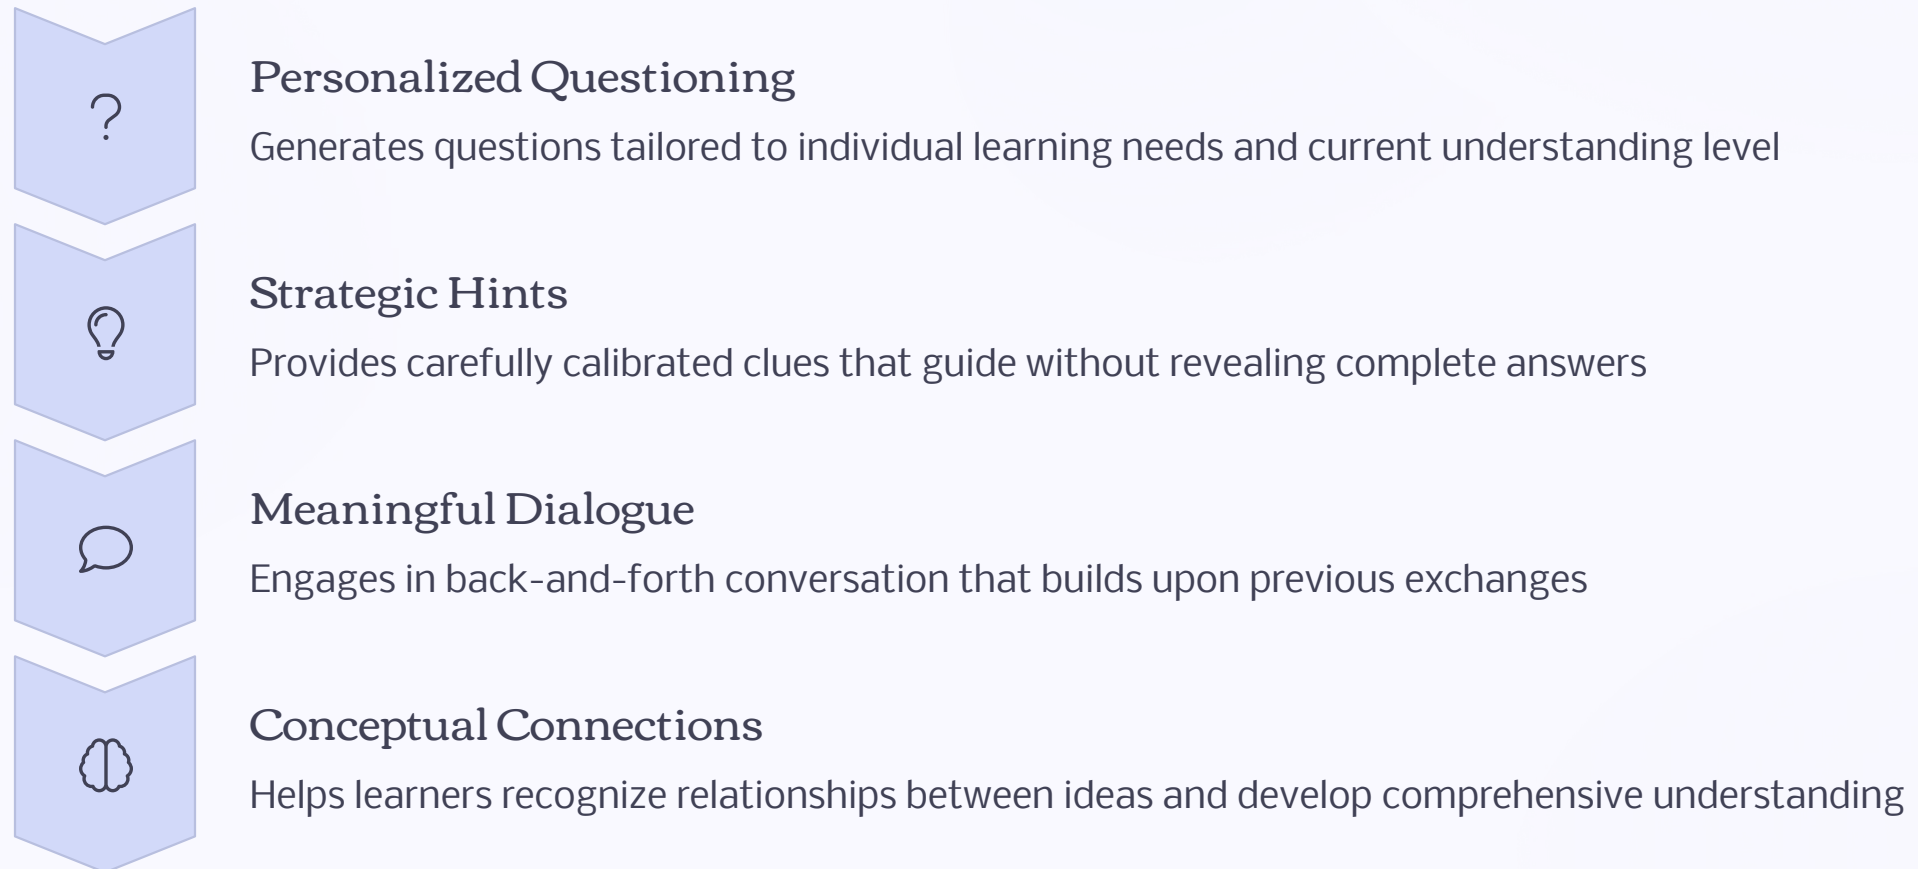 Personalized Questioning
Generates questions tailored to individual learning needs and current understanding level
Strategic Hints
Provides carefully calibrated clues that guide without revealing complete answers
Meaningful Dialogue
Engages in back-and-forth conversation that builds upon previous exchanges
Conceptual Connections
Helps learners recognize relationships between ideas and develop comprehensive understanding